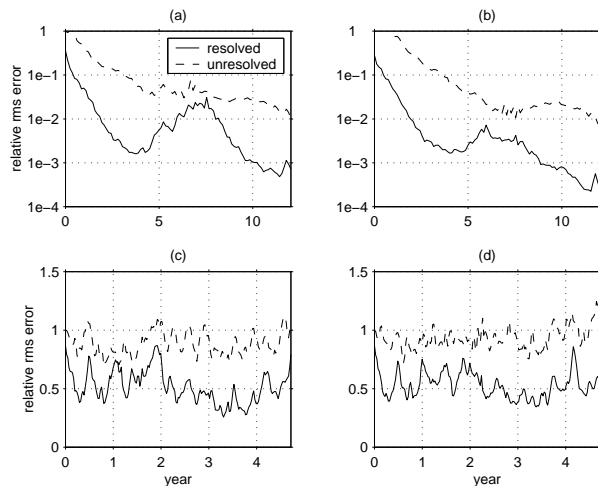 (a)
(b)
1
1e−1
1e−2
1e−3
1e−4
relative rms error
resolved
unresolved
0
5
10
1
1e−1
1e−2
1e−3
1e−4
0
5
10
(c)
(d)
1.5
1
0.5
0
relative rms error
0
1
2
3
4
year
1.5
1
0.5
0
0
1
2
3
4
year